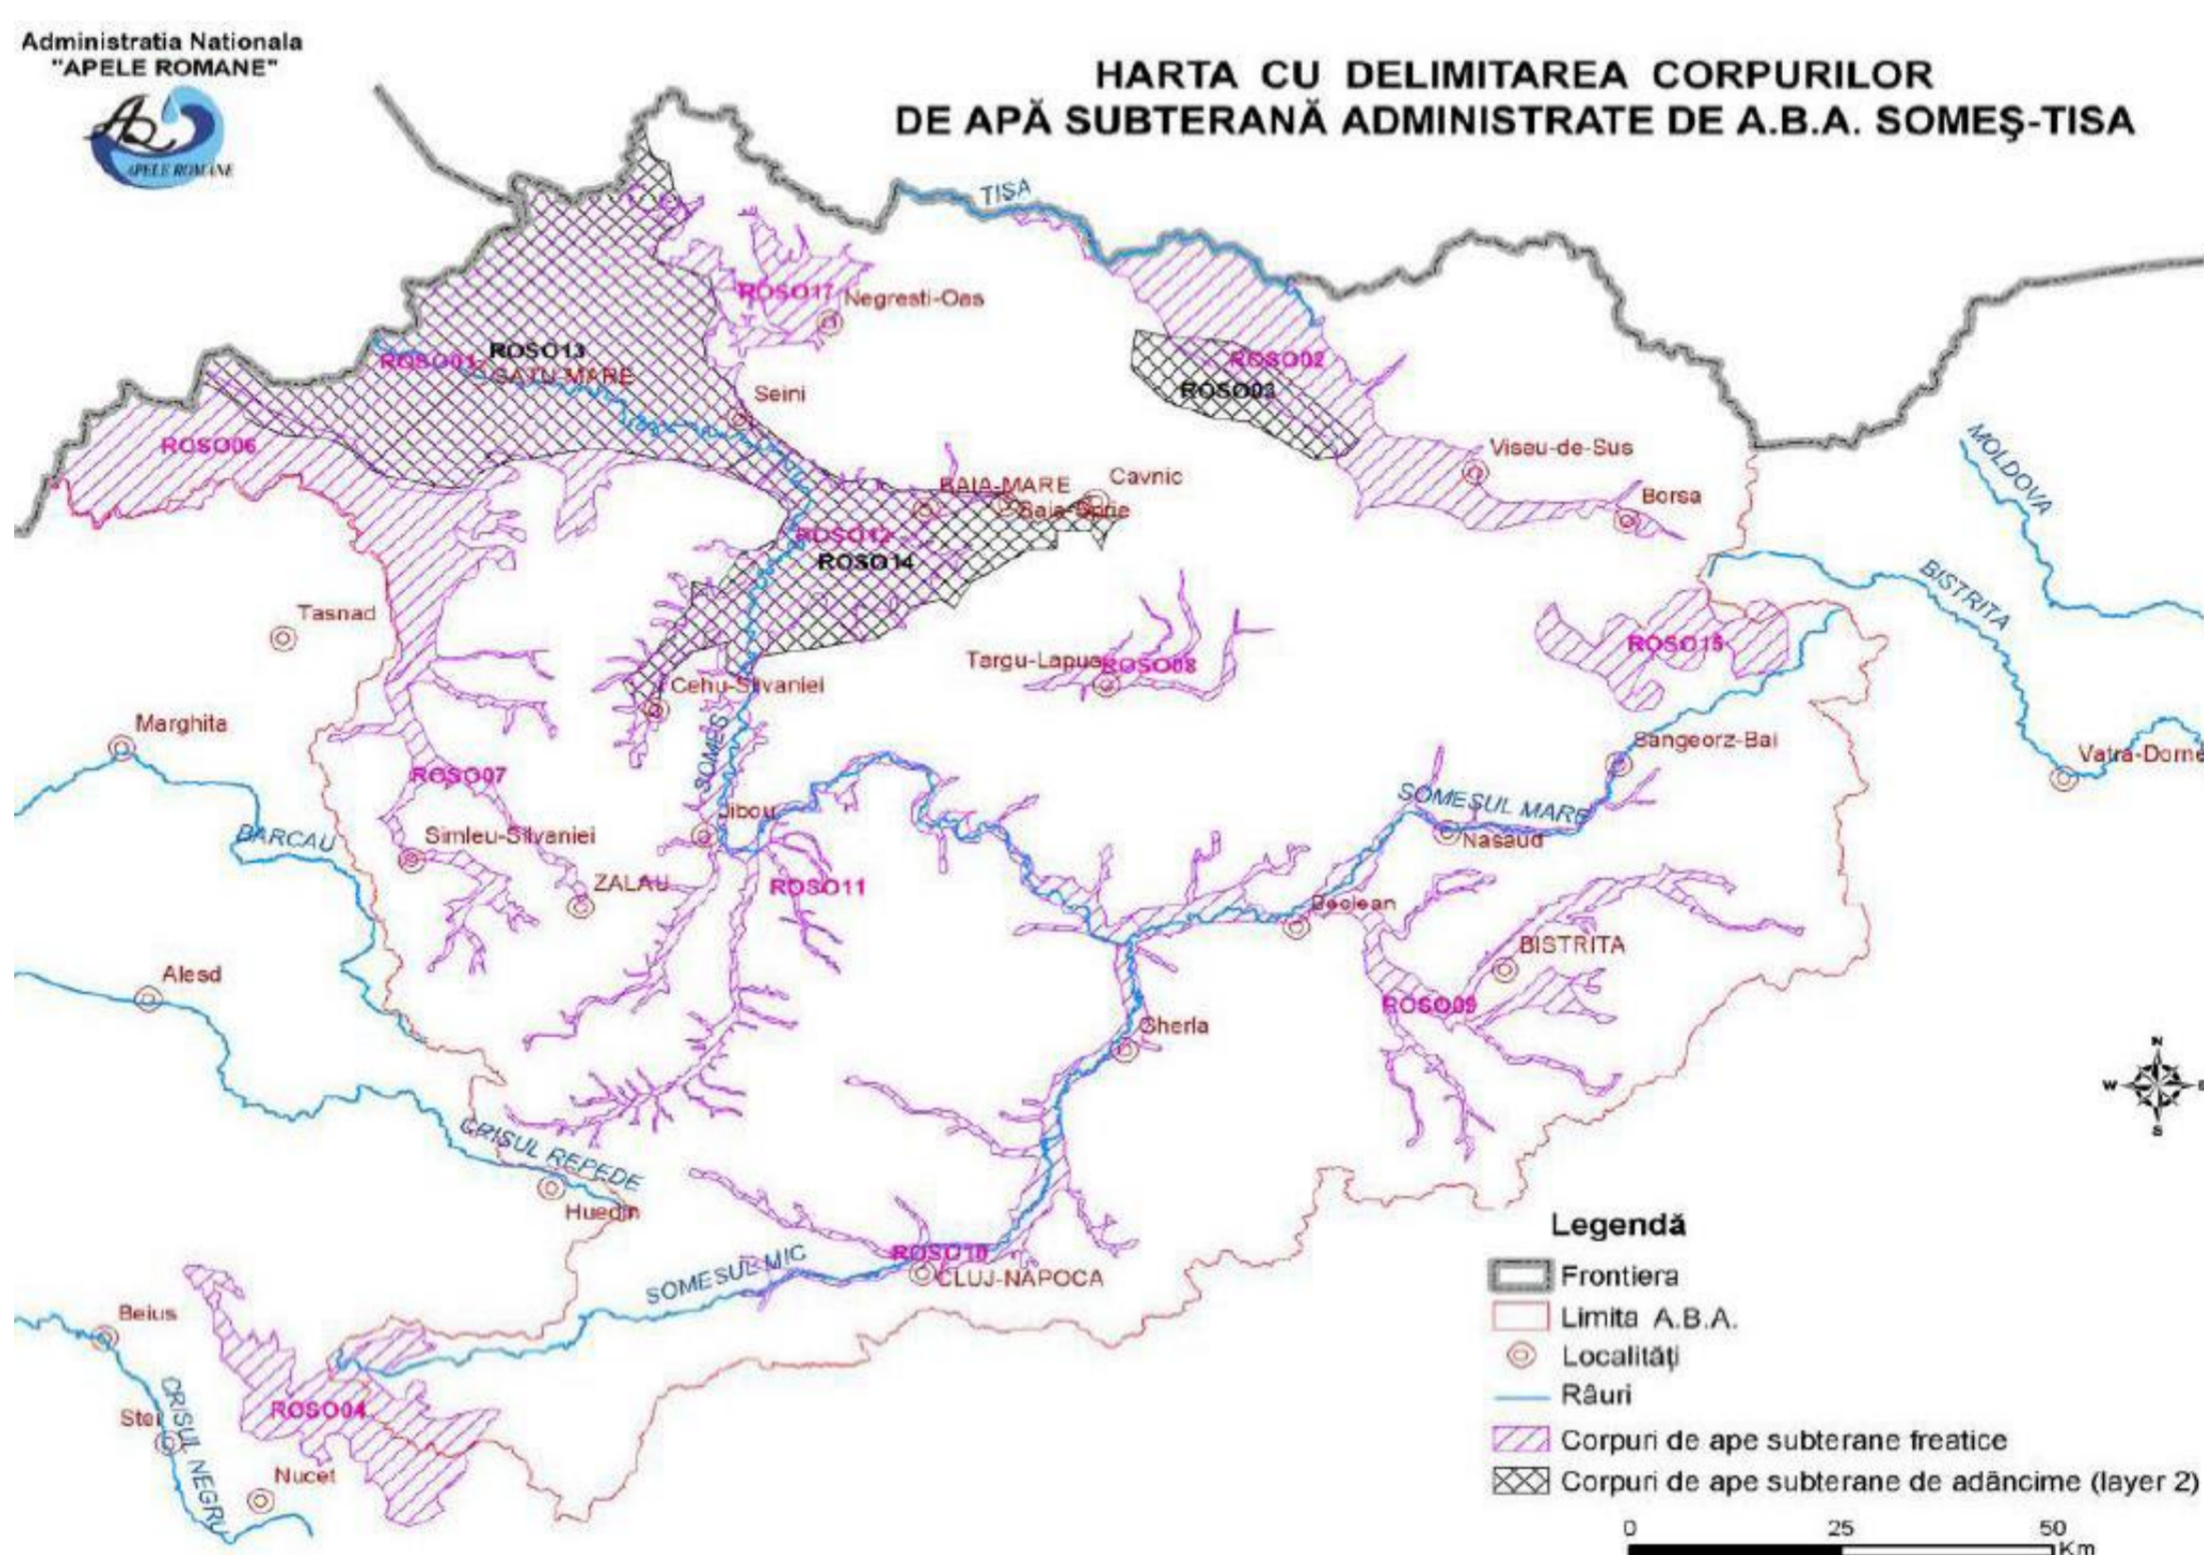 Administratia Nationala
"APELE ROMANE"
APELE ROMÂNE
HARTA CU DELIMITAREA CORPURILOR
DE APĂ SUBTERANĂ ADMINISTRATE DE A.B.A. SOMEŞ-TISA
TISA
ROSO17
Negresti-Oas
ROSO01
ROSO13
SATU-MARE
ROSO02
ROSO03
Seini
ROSO06
Viseu-de-Sus
MOLDOVA
BAIA-MARE
Cavnic
Baia-Sprie
Borsa
ROSO12
ROSO14
BISTRITA
Tasnad
ROSO15
Targu-Lapus
ROSO08
Cehu-Silvaniei
Marghita
SOMES
Sangeorz-Bai
Vatra-Dorne
ROSO07
SOMESUL MARE
Jibou
BARCAU
Simleu-Silvaniei
Nasaud
ZALAU
ROSO11
Beclean
BISTRITA
Alesd
ROSO09
Gherla
N
W
E
S
CRISUL REPEDE
Huedin
ROSO10
SOMESUL MIC
CLUJ-NAPOCA
Beius
CRISUL NEGRU
ROSO04
Stei
Nucet
Legendă
Frontiera
Limita A.B.A.
Localităţi
Râuri
Corpuri de ape subterane freatice
Corpuri de ape subterane de adâncime (layer 2)
0 25 50
Km